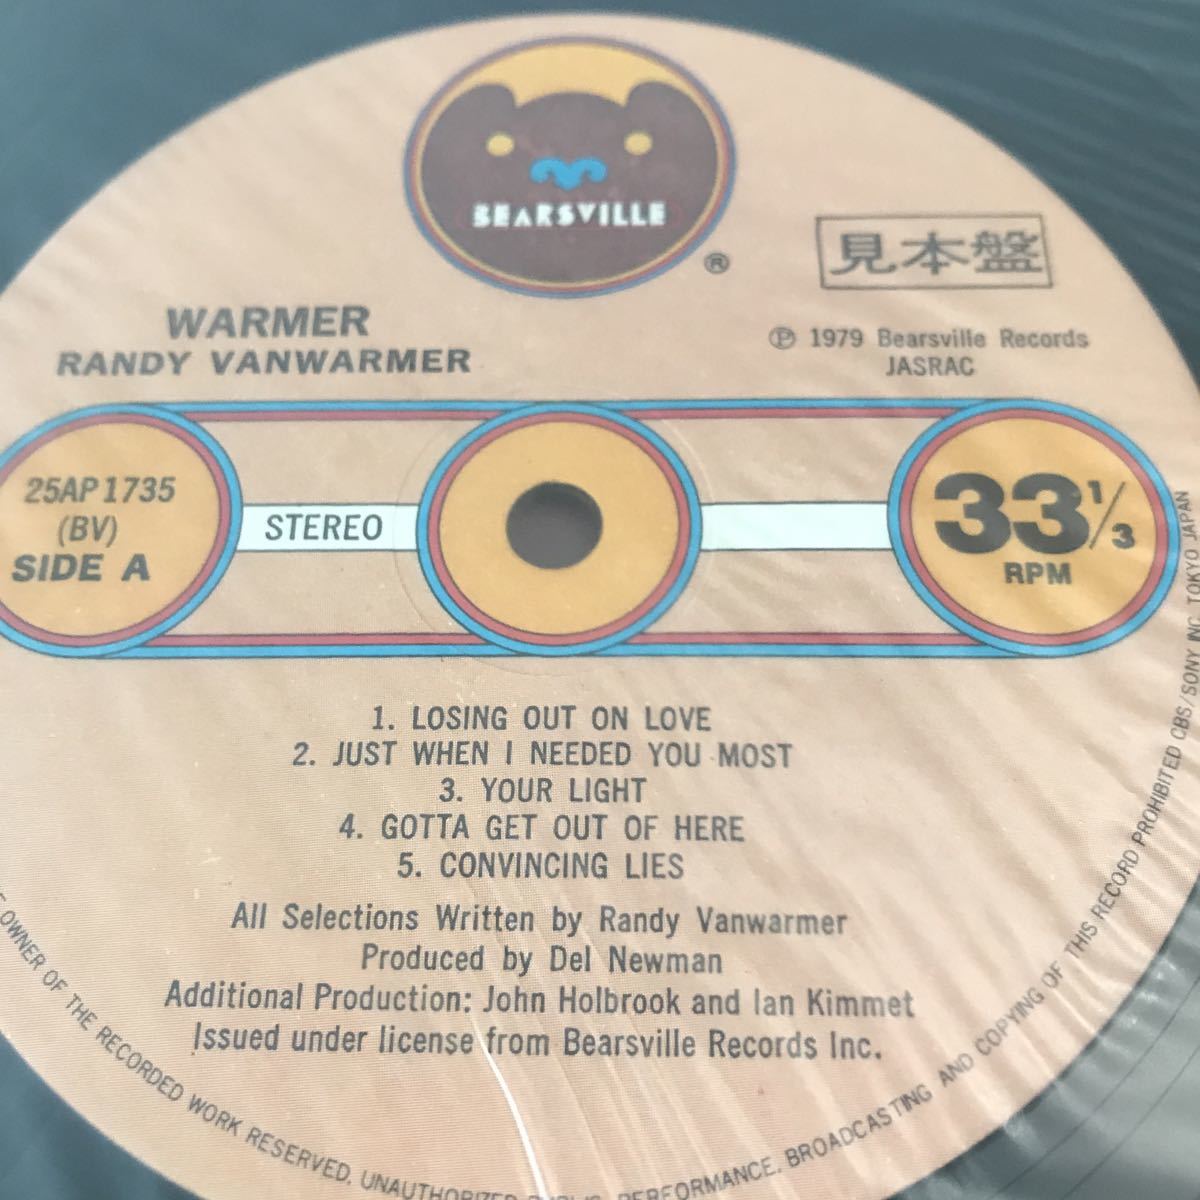 BEARSVILLE
®
見本盤
WARMER
RANDY VANWARMER
Ⓟ 1979 Bearsville Records
JASRAC
25AP1735
(BV)
SIDE A
STEREO
33 1/3
RPM
1. LOSING OUT ON LOVE
2. JUST WHEN I NEEDED YOU MOST
3. YOUR LIGHT
4. GOTTA GET OUT OF HERE
5. CONVINCING LIES
All Selections Written by Randy Vanwarmer
Produced by Del Newman
Additional Production: John Holbrook and Ian Kimmet
Issued under license from Bearsville Records Inc.
OWNER OF THE RECORDED WORK RESERVED. UNAUTHORIZED PUBLIC PERFORMANCE, BROADCASTING AND COPYING OF THIS RECORD PROHIBITED CBS/SONY INC. TOKYO JAPAN